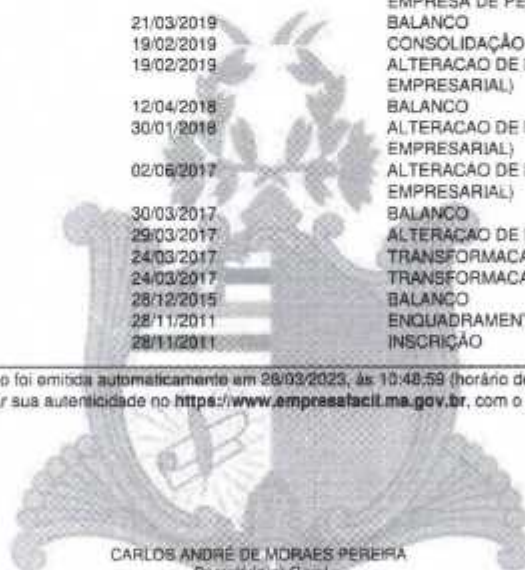 EMPRESA DE PE
21/03/2019 BALANCO
19/02/2019 CONSOLIDAÇÃO
19/02/2019 ALTERACAO DE
EMPRESARIAL)
12/04/2018 BALANCO
30/01/2018 ALTERACAO DE
EMPRESARIAL)
02/06/2017 ALTERACAO DE
EMPRESARIAL)
30/03/2017 BALANCO
29/03/2017 ALTERAÇÃO DE
24/03/2017 TRANSFORMACA
24/03/2017 TRANSFORMACA
28/12/2015 BALANCO
28/11/2011 ENQUADRAMENT
28/11/2011 INSCRIÇÃO
o foi emitida automaticamente em 28/03/2023, às 10:48:59 (horário de
r sua autenticidade no https://www.empresafacil.ma.gov.br, com o
CARLOS ANDRÉ DE MORAES PEREIRA